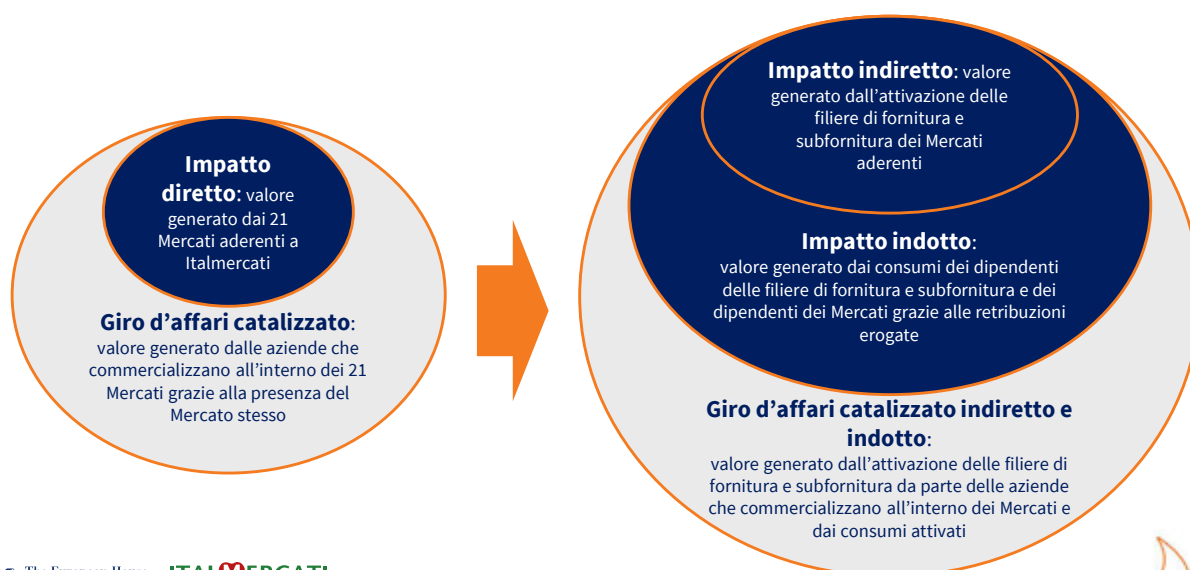 Impatto
diretto: valore
generato dai 21
Mercati aderenti a
Italmercati
Giro d'affari catalizzato:
valore generato dalle aziende che
commercializzano all'interno dei 21
Mercati grazie alla presenza del
Mercato stesso
Impatto indiretto: valore
generato dall'attivazione delle
filiere di fornitura e
subfornitura dei Mercati
aderenti
Impatto indotto:
valore generato dai consumi dei dipendenti
delle filiere di fornitura e subfornitura e dei
dipendenti dei Mercati grazie alle retribuzioni
erogate
Giro d'affari catalizzato indiretto e
indotto:
valore generato dall'attivazione delle filiere di
fornitura e subfornitura da parte delle aziende
che commercializzano all'interno dei Mercati e
dai consumi attivati
The European House
ITALMERCATI